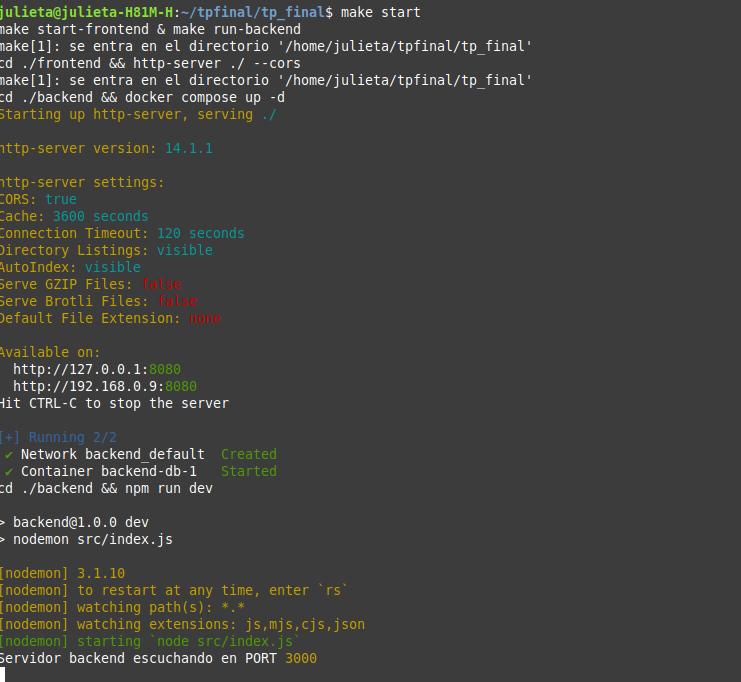 julieta@julieta-H81M-H:~/tpfinal/tp_final$ make start
make start-frontend & make run-backend
make[1]: se entra en el directorio '/home/julieta/tpfinal/tp_final'
cd ./frontend && http-server ./ --cors
make[1]: se entra en el directorio '/home/julieta/tpfinal/tp_final'
cd ./backend && docker compose up -d
Starting up http-server, serving ./
http-server version: 14.1.1
http-server settings:
CORS: true
Cache: 3600 seconds
Connection Timeout: 120 seconds
Directory Listings: visible
AutoIndex: visible
Serve GZIP Files: false
Serve Brotli Files: false
Default File Extension: none
Available on:
  http://127.0.0.1:8080
  http://192.168.0.9:8080
Hit CTRL-C to stop the server
[+] Running 2/2
 ✔ Network backend_default  Created
 ✔ Container backend-db-1   Started
cd ./backend && npm run dev
> backend@1.0.0 dev
> nodemon src/index.js
[nodemon] 3.1.10
[nodemon] to restart at any time, enter `rs`
[nodemon] watching path(s): *.*
[nodemon] watching extensions: js,mjs,cjs,json
[nodemon] starting `node src/index.js`
Servidor backend escuchando en PORT 3000